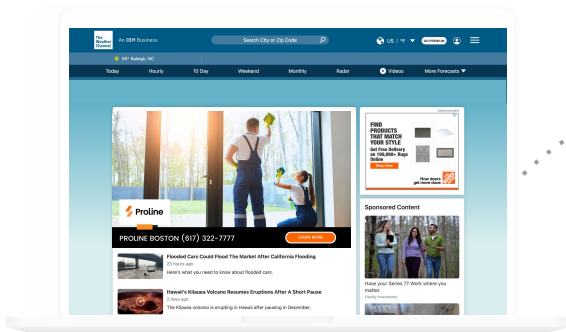 The
Weather
Channel
An IBM Business
Search City or Zip Code
US | °F
GO PREMIUM
Raleigh, NC
Today Hourly 10 Day Weekend Monthly Radar Videos More Forecasts
FIND
PRODUCTS
THAT MATCH
YOUR STYLE
Get Free Delivery
on 100,000+ Rugs
Online
Shop Now
How doers
get more done
Proline
PROLINE BOSTON (617) 322-7777
LEARN MORE
Sponsored Content
Flooded Cars Could Flood The Market After California Flooding
23 hours ago
Here's what you need to know about flooded cars.
Have your Series 7? Work where you
matter.
Fidelity Investments
Hawaii's Kilauea Volcano Resumes Eruptions After A Short Pause
2 days ago
The Kilauea volcano is erupting in Hawaii after pausing in December.